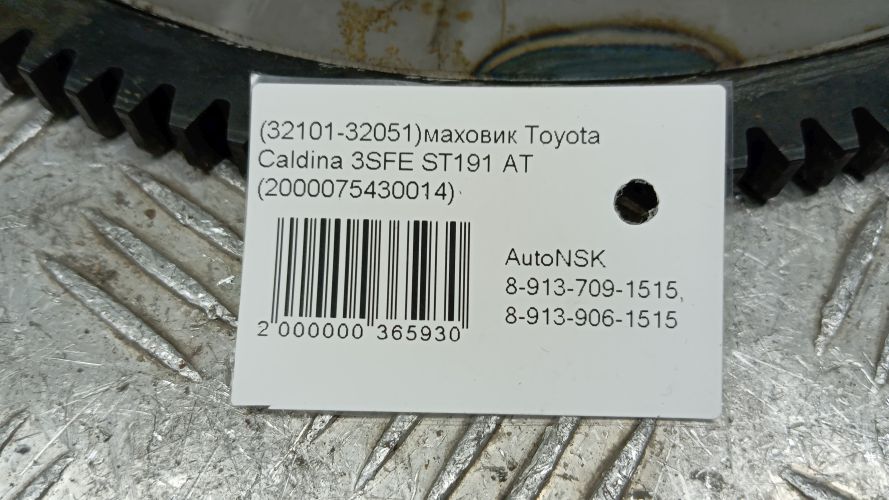 (32101-32051)маховик Toyota
Caldina 3SFE ST191 AT
(2000075430014)
2 000000 365930
AutoNSK
8-913-709-1515,
8-913-906-1515